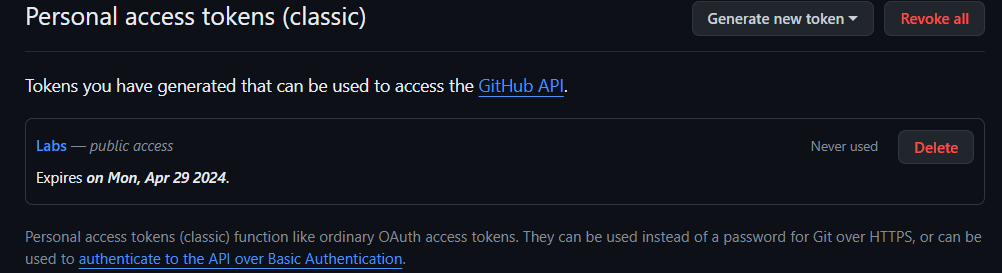 Personal access tokens (classic)
Generate new token
Revoke all
Tokens you have generated that can be used to access the GitHub API.
Labs — public access
Never used
Delete
Expires on Mon, Apr 29 2024.
Personal access tokens (classic) function like ordinary OAuth access tokens. They can be used instead of a password for Git over HTTPS, or can be
used to authenticate to the API over Basic Authentication.